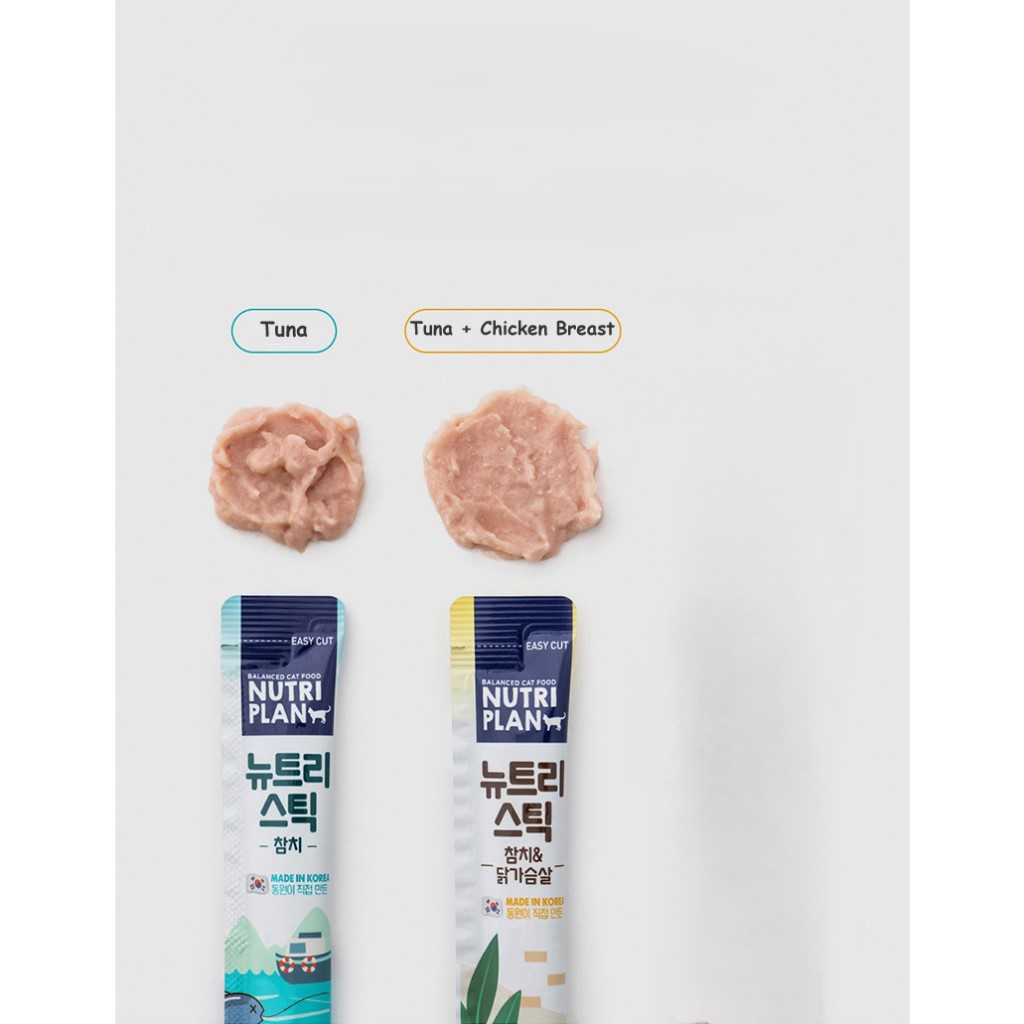 Tuna
Tuna + Chicken Breast
EASY CUT
BALANCED CAT FOOD
NUTRI
PLAN
뉴트리
스틱
- 참치 -
MADE IN KOREA
동원이 직접 만든
EASY CUT
BALANCED CAT FOOD
NUTRI
PLAN
뉴트리
스틱
참치&
닭가슴살
MADE IN KOREA
동원이 직접 만든